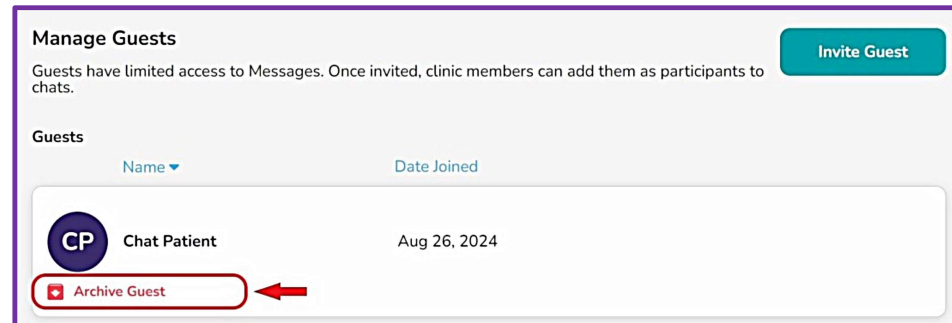 Manage Guests
Invite Guest
Guests have limited access to Messages. Once invited, clinic members can add them as participants to
chats.
Guests
Name
Date Joined
CP
Chat Patient
Aug 26, 2024
Archive Guest